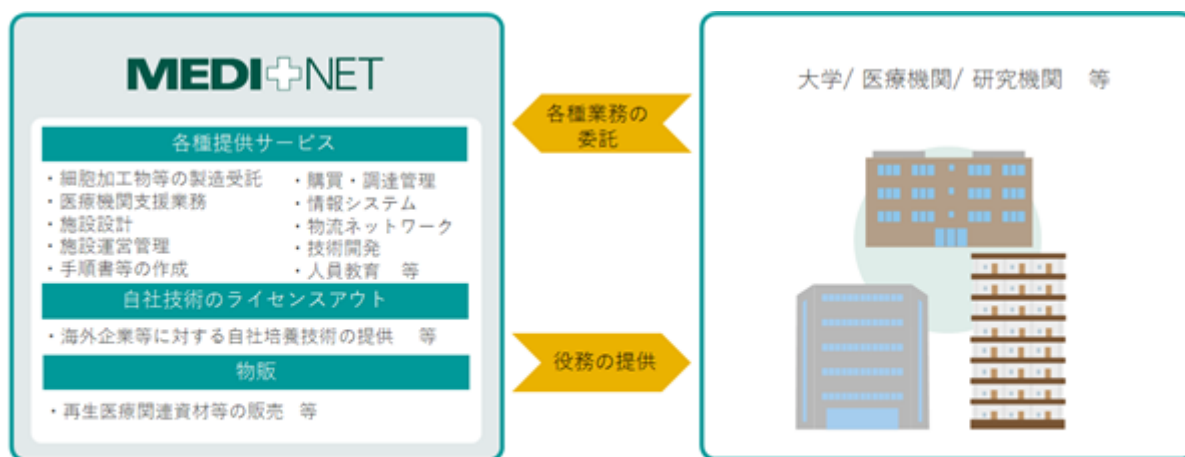 MEDI+NET
各種提供サービス
・細胞加工物等の製造受託
・医療機関支援業務
・施設設計
・施設運営管理
・手順書等の作成
・購買・調達管理
・情報システム
・物流ネットワーク
・技術開発
・人員教育 等
自社技術のライセンスアウト
・海外企業等に対する自社培養技術の提供 等
物販
・再生医療関連資材等の販売 等
各種業務の
委託
役務の提供
大学/ 医療機関/ 研究機関 等